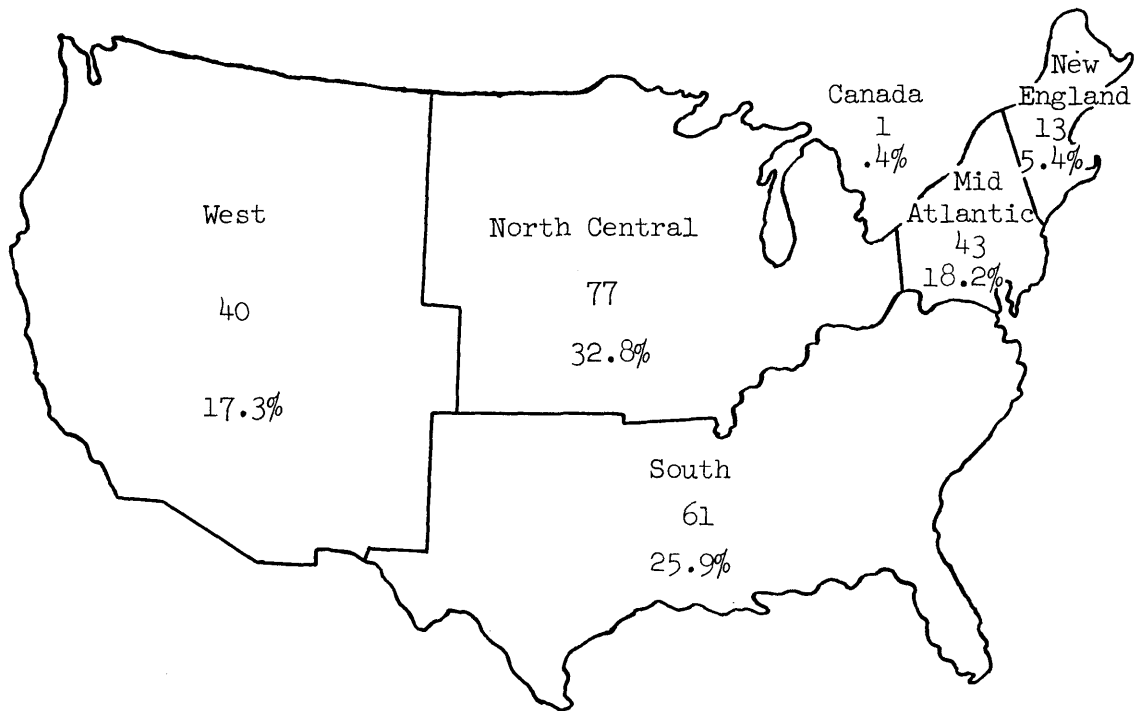 New
England
13
5.4%
Canada
1
.4%
Mid
Atlantic
43
18.2%
West
40
17.3%
North Central
77
32.8%
South
61
25.9%